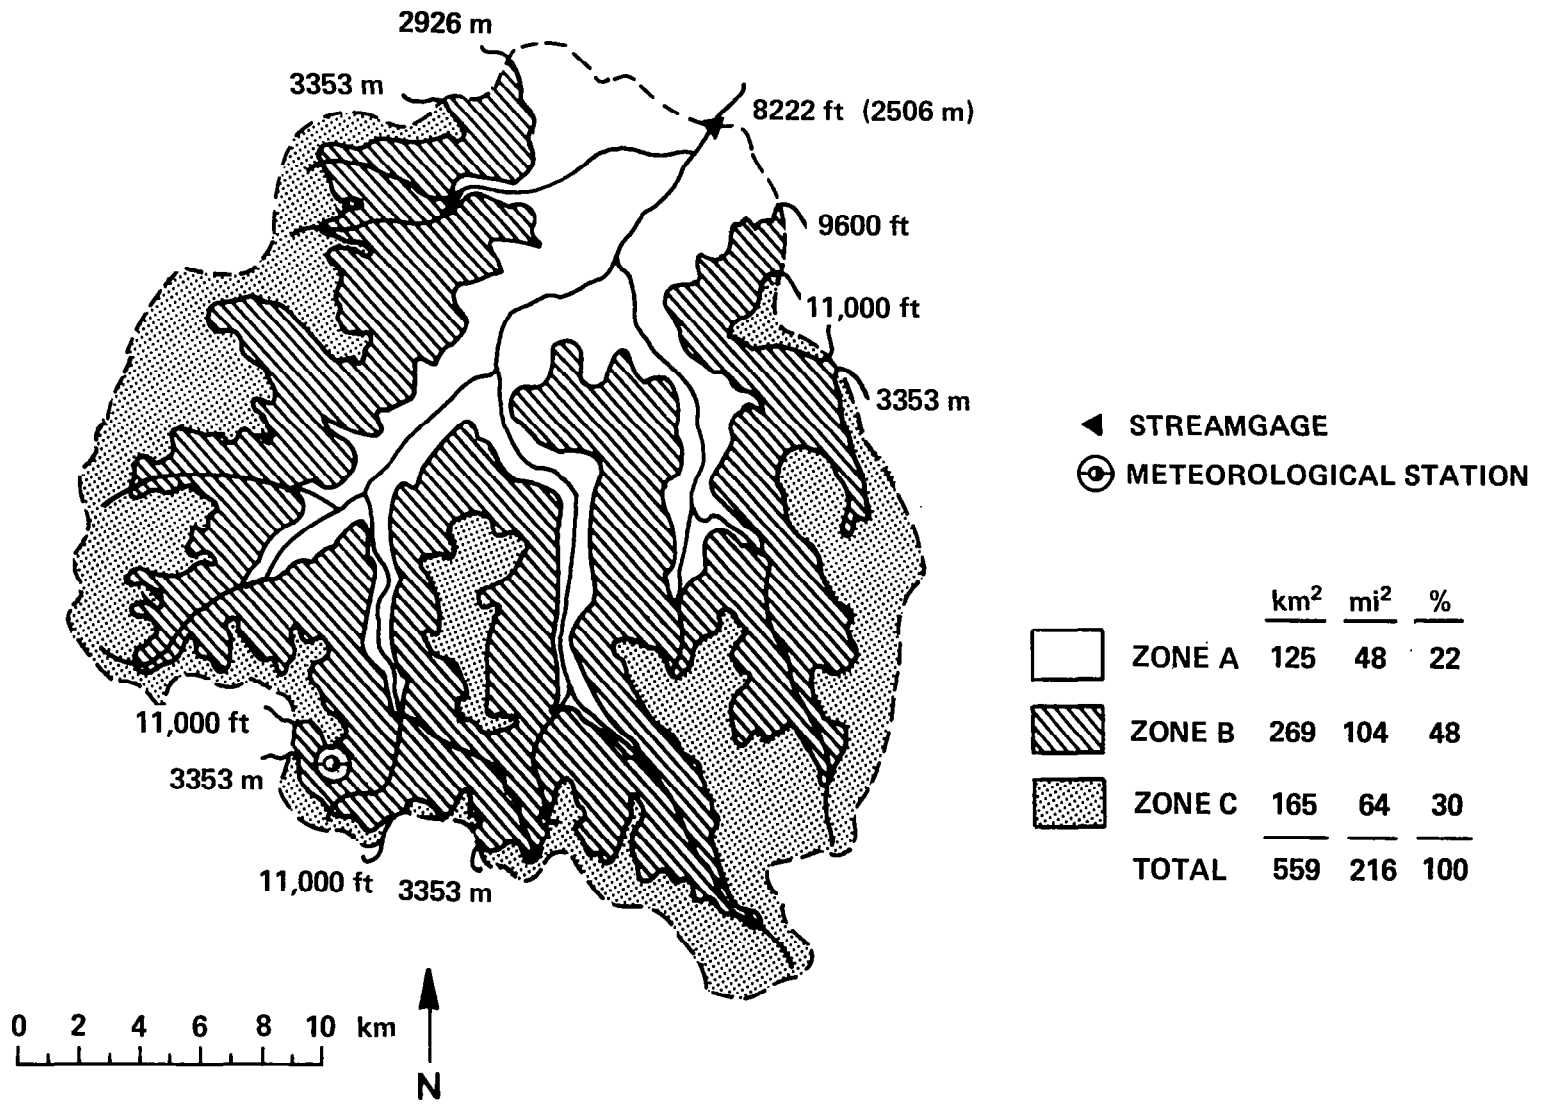 2926 m
3353 m
8222 ft (2506 m)
9600 ft
11,000 ft
3353 m
STREAMGAGE
METEOROLOGICAL STATION
km² mi² %
ZONE A 125 48 22
11,000 ft
ZONE B 269 104 48
3353 m
ZONE C 165 64 30
TOTAL 559 216 100
11,000 ft 3353 m
0 2 4 6 8 10 km
N